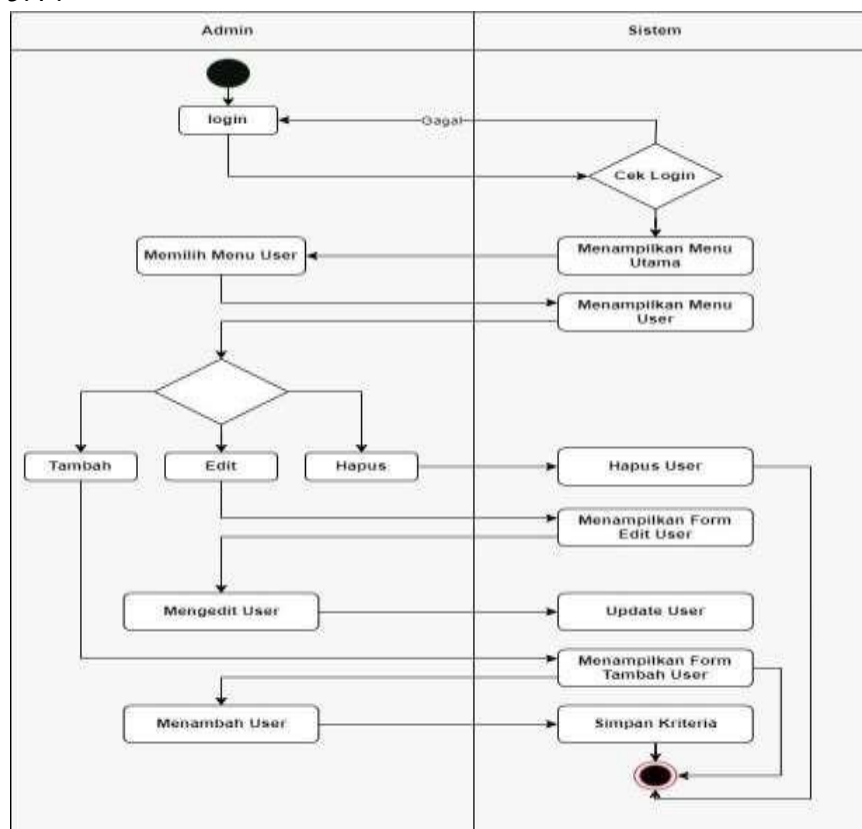 Admin
Sistem
login
Gagal
Cek Login
Memilih Menu User
Menampilkan Menu
Utama
Menampilkan Menu
User
Tambah
Edit
Hapus
Hapus User
Menampilkan Form
Edit User
Mengedit User
Update User
Menampilkan Form
Tambah User
Menambah User
Simpan Kriteria